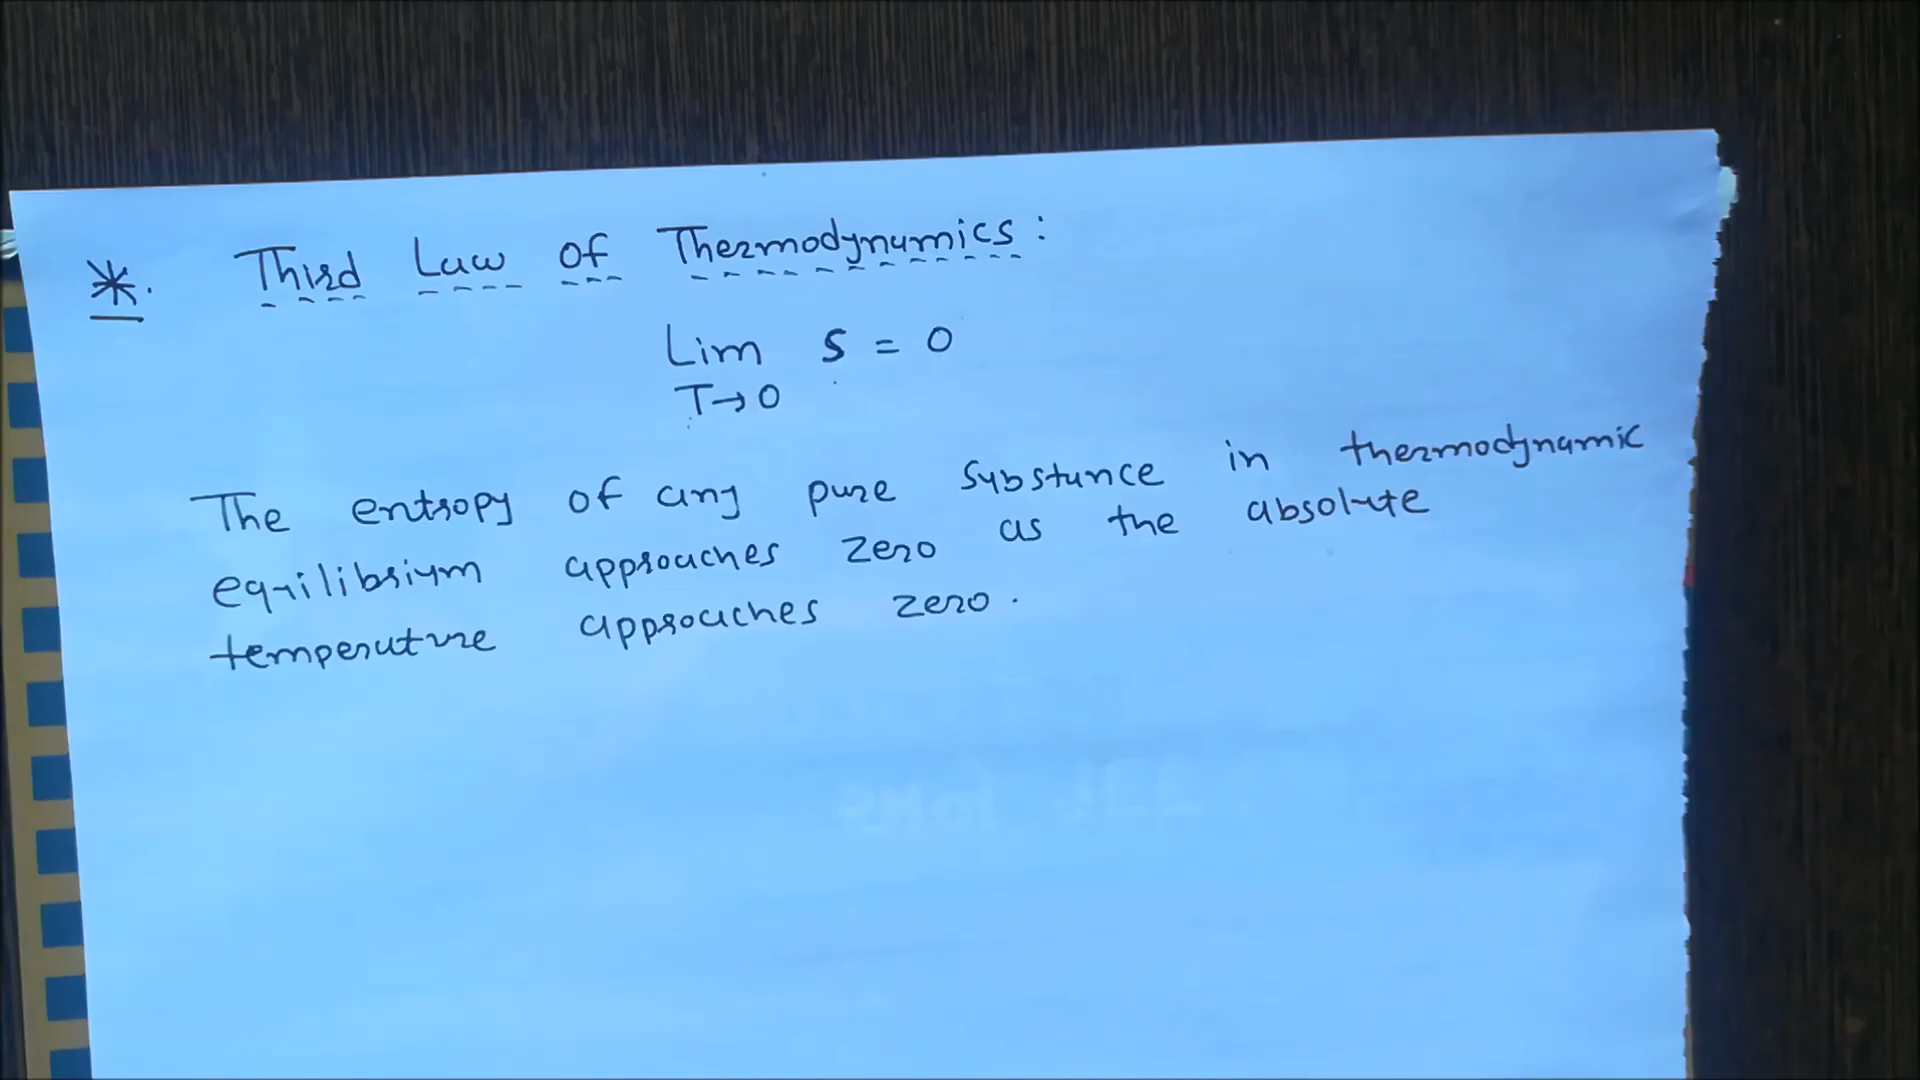 *. Third Law of Thermodynamics:
Lim S = 0
T→0
The entropy of any pure substance in thermodynamic
equilibrium approaches zero as the absolute
temperature approaches zero.